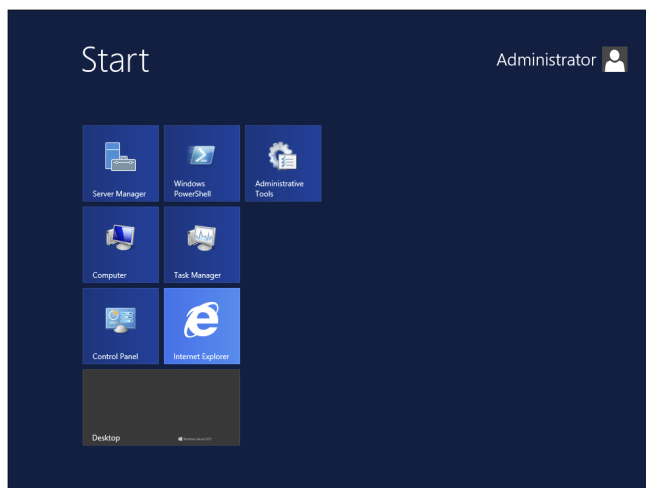 Start
Administrator
Server Manager
Windows
PowerShell
Administrative
Tools
Computer
Task Manager
Control Panel
Internet Explorer
Desktop